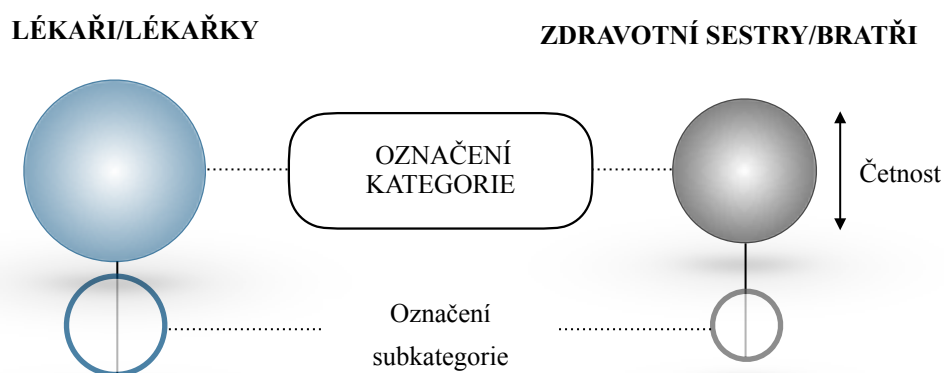 LÉKAŘI/LÉKAŘKY
ZDRAVOTNÍ SESTRY/BRATŘI
OZNAČENÍ
KATEGORIE
Četnost
Označení
subkategorie